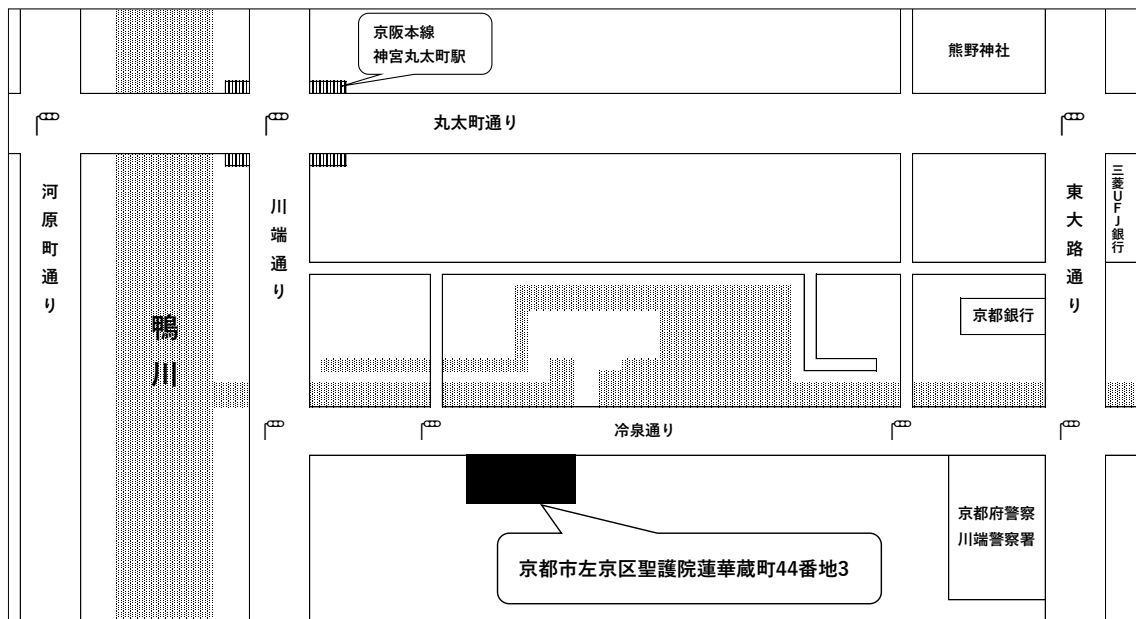 京阪本線
神宮丸太町駅
熊野神社
丸太町通り
河原町通り
川端通り
東大路通り
三菱UFJ銀行
鴨川
京都銀行
冷泉通り
京都府警察
川端警察署
京都市左京区聖護院蓮華蔵町44番地3